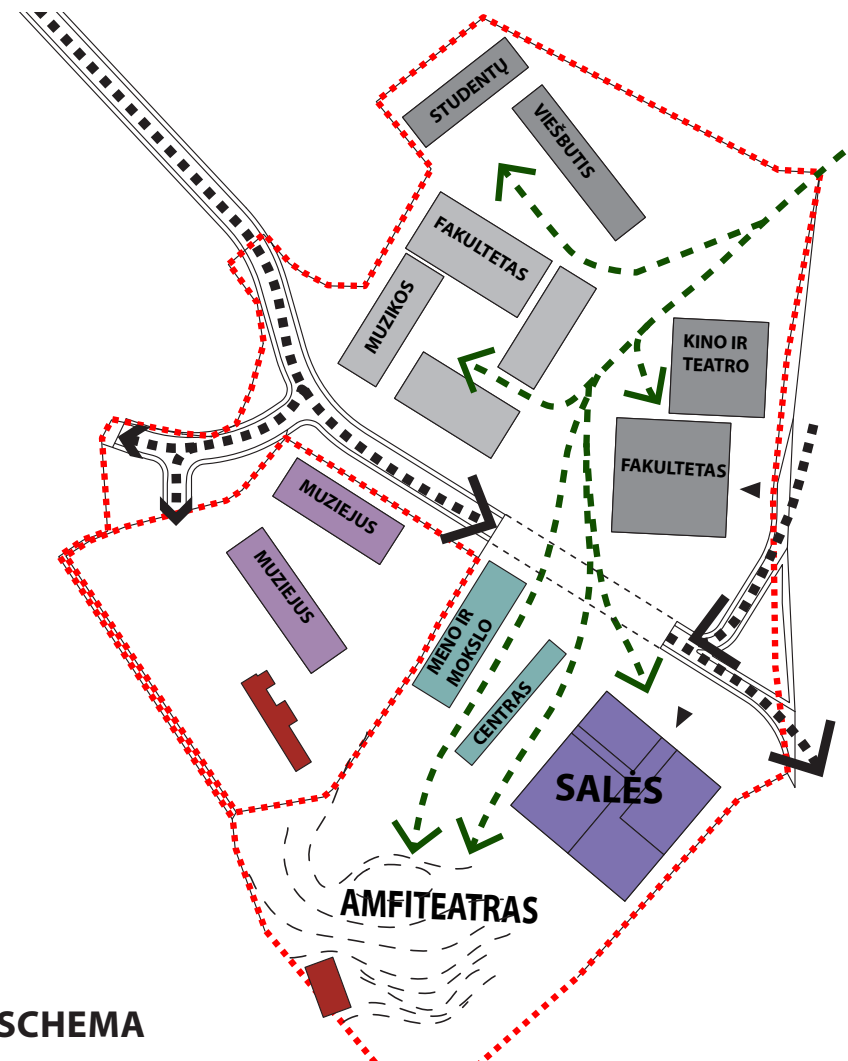 STUDENTŲ
VIEŠBUTIS
FAKULTETAS
MUZIKOS
KINO IR
TEATRO
FAKULTETAS
MUZIEJUS
MUZIEJUS
MENO IR
MOKSLO
CENTRAS
SALĖS
AMFITEATRAS
SCHEMA